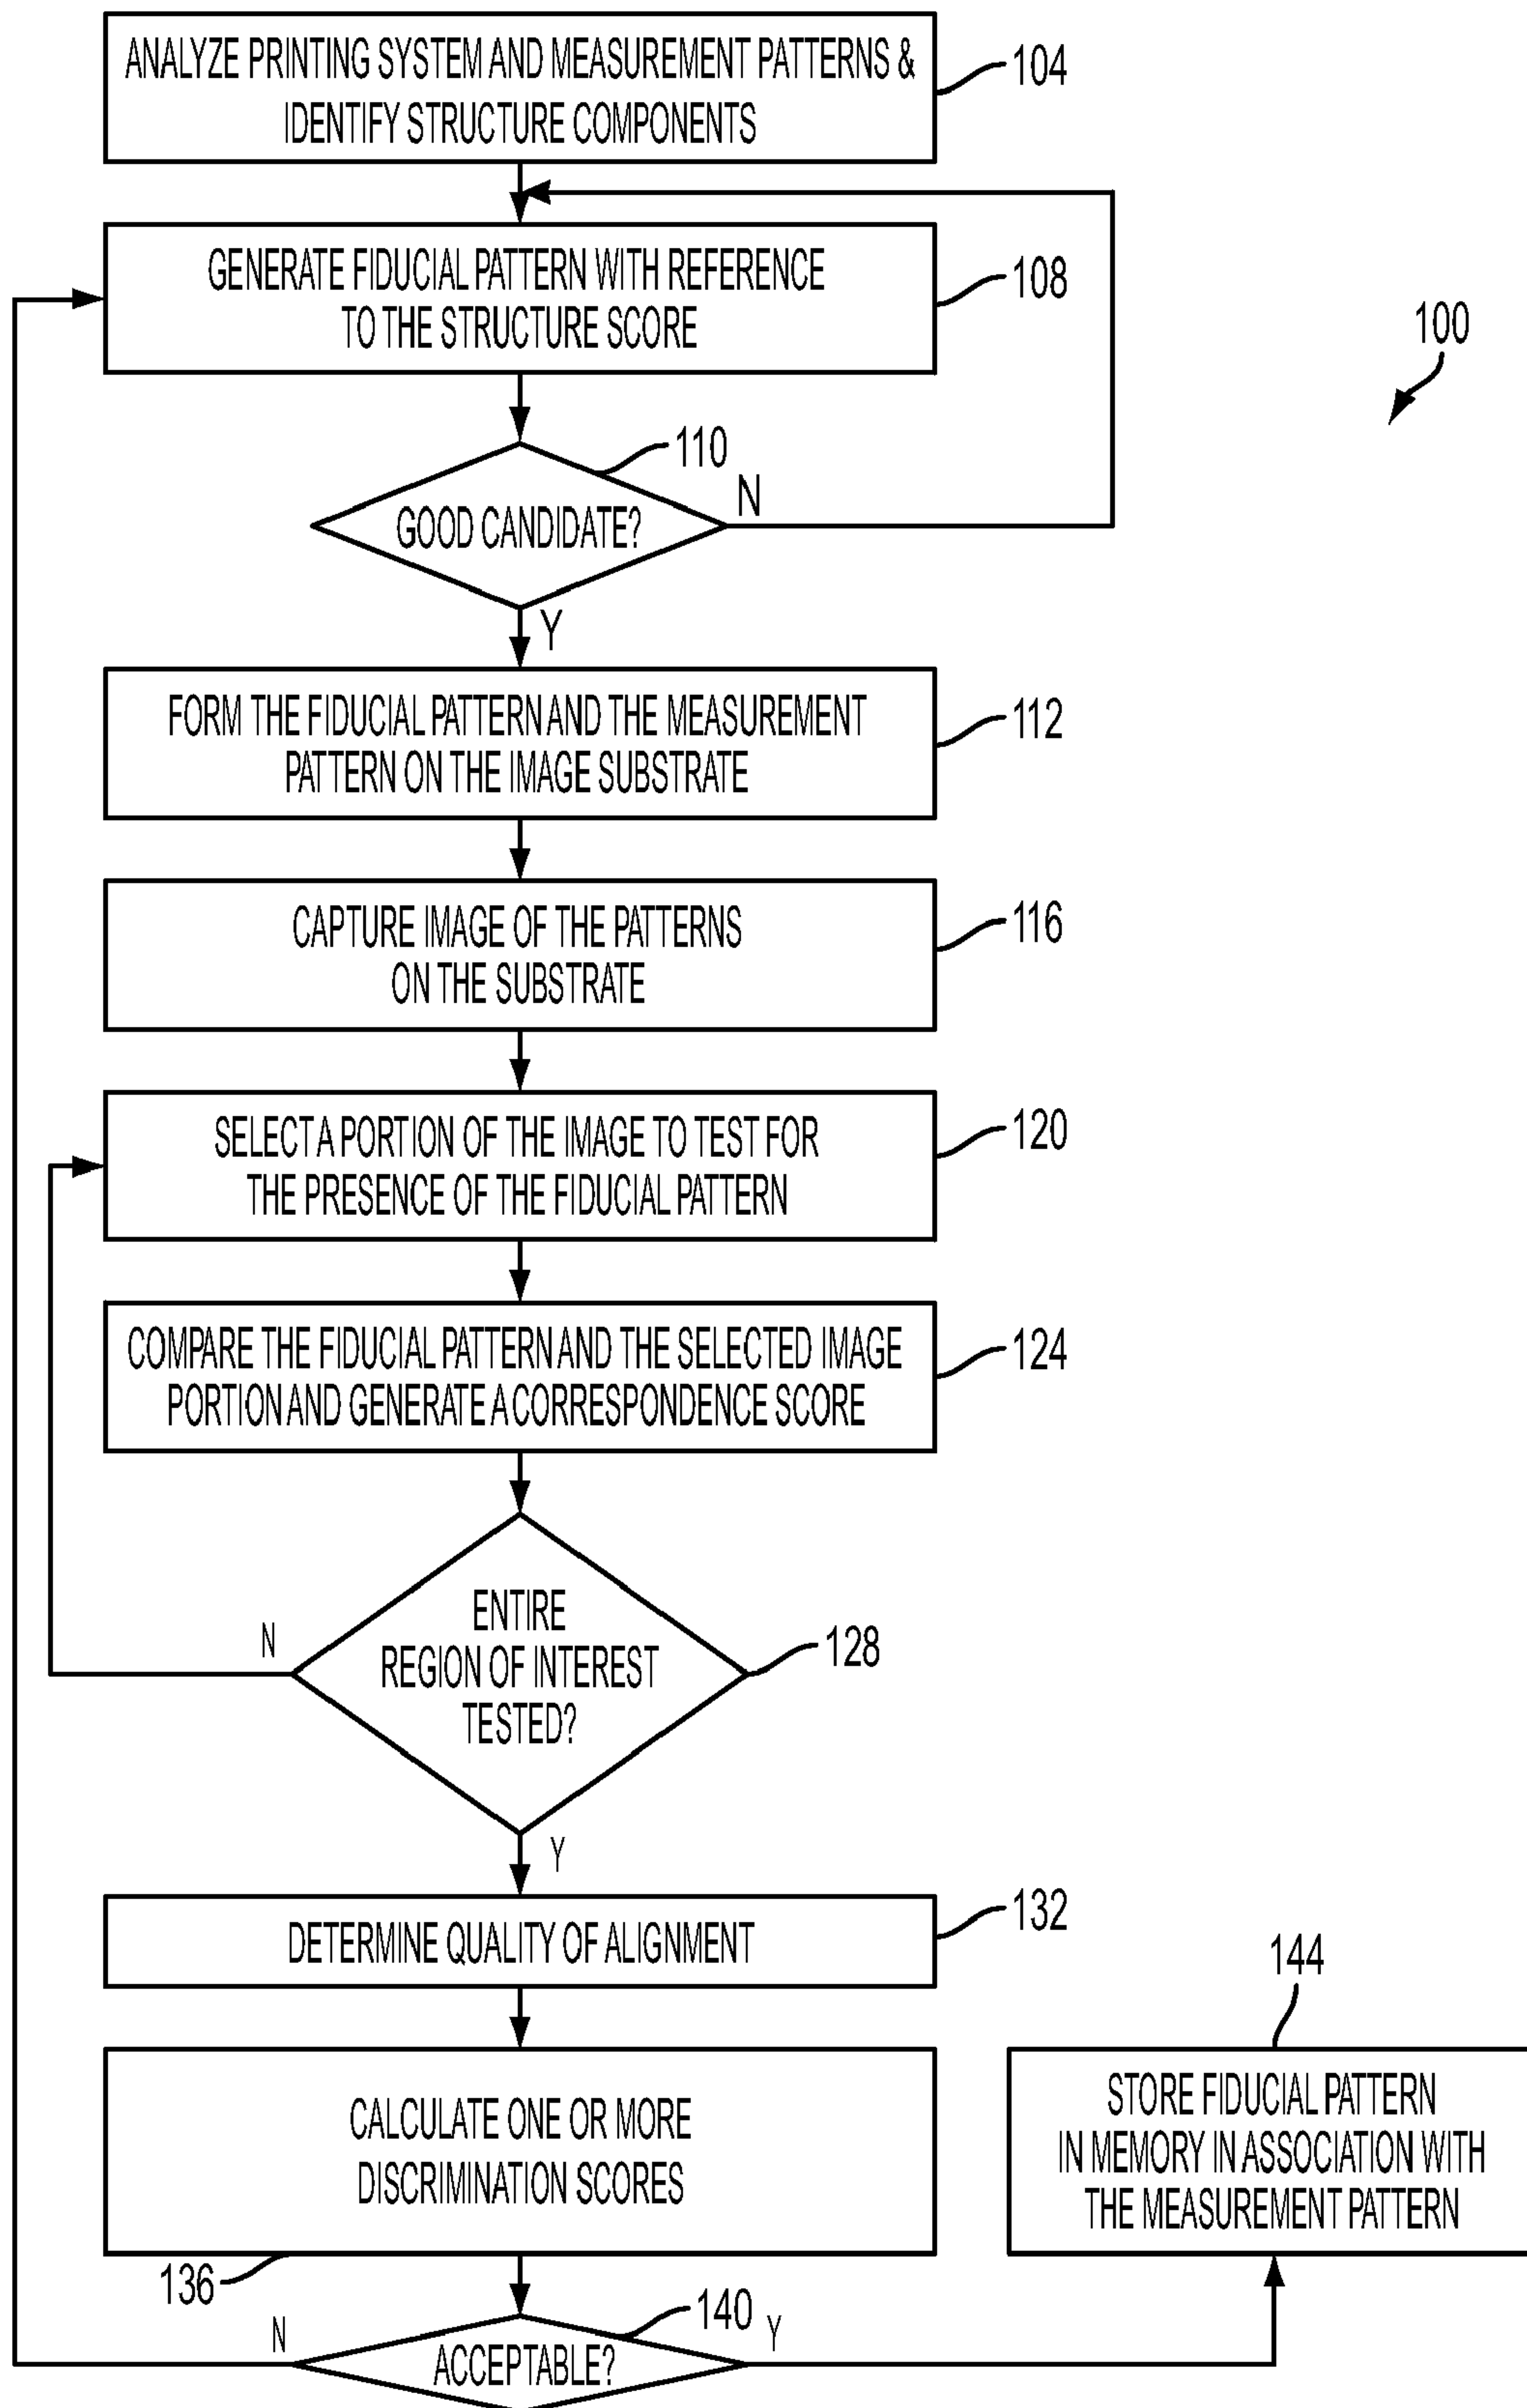 ANALYZE PRINTING SYSTEM AND MEASUREMENT PATTERNS &
IDENTIFY STRUCTURE COMPONENTS
104
GENERATE FIDUCIAL PATTERN WITH REFERENCE
TO THE STRUCTURE SCORE
108
100
110
GOOD CANDIDATE?
N
Y
FORM THE FIDUCIAL PATTERN AND THE MEASUREMENT
PATTERN ON THE IMAGE SUBSTRATE
112
CAPTURE IMAGE OF THE PATTERNS
ON THE SUBSTRATE
116
SELECT A PORTION OF THE IMAGE TO TEST FOR
THE PRESENCE OF THE FIDUCIAL PATTERN
120
COMPARE THE FIDUCIAL PATTERN AND THE SELECTED IMAGE
PORTION AND GENERATE A CORRESPONDENCE SCORE
124
ENTIRE
REGION OF INTEREST
TESTED?
N
128
Y
DETERMINE QUALITY OF ALIGNMENT
132
CALCULATE ONE OR MORE
DISCRIMINATION SCORES
136
144
STORE FIDUCIAL PATTERN
IN MEMORY IN ASSOCIATION WITH
THE MEASUREMENT PATTERN
140
N
ACCEPTABLE?
Y